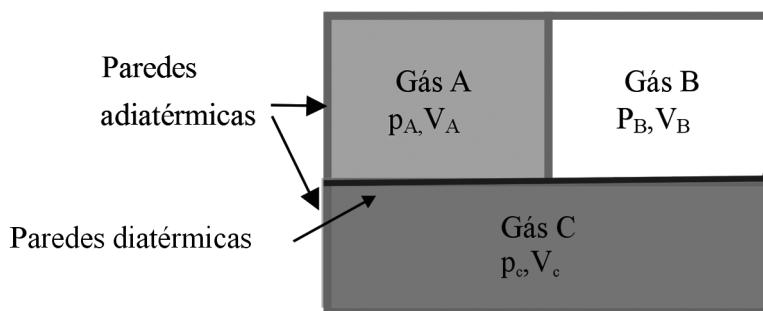 Paredes
adiatérmicas
Gás A
pA,VA
Gás B
PB,VB
Paredes diatérmicas
Gás C
pc,Vc